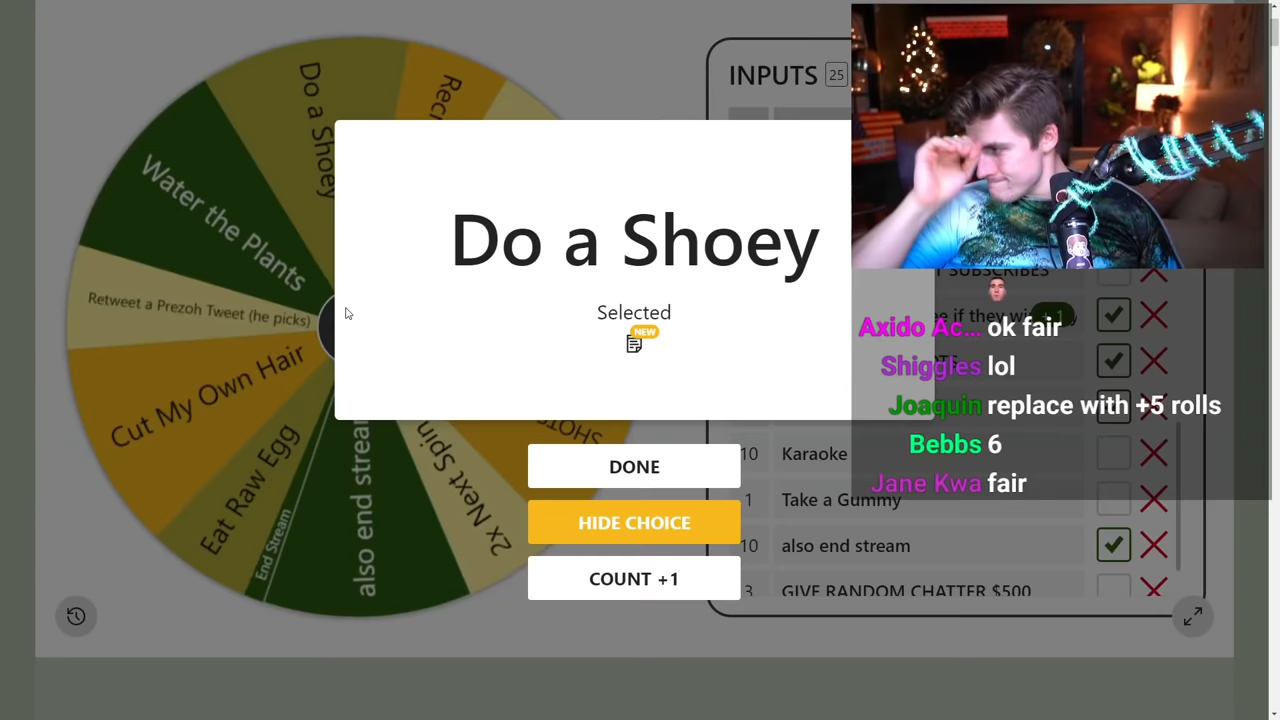 Do a Shoey
Water the Plants
Retweet a Prezoh Tweet (he picks)
Cut My Own Hair
Eat Raw Egg
End Stream
also end stream
2x Next Spin
SHOTS
INPUTS 25
Do a Shoey
Selected
NEW
DONE
HIDE CHOICE
COUNT +1
SUBSCRIBES
+ 1
10 Karaoke
1 Take a Gummy
10 also end stream
3 GIVE RANDOM CHATTER $500
Axido Ac... ok fair
Shiggles lol
Joaquin replace with +5 rolls
Bebbs 6
Jane Kwa fair